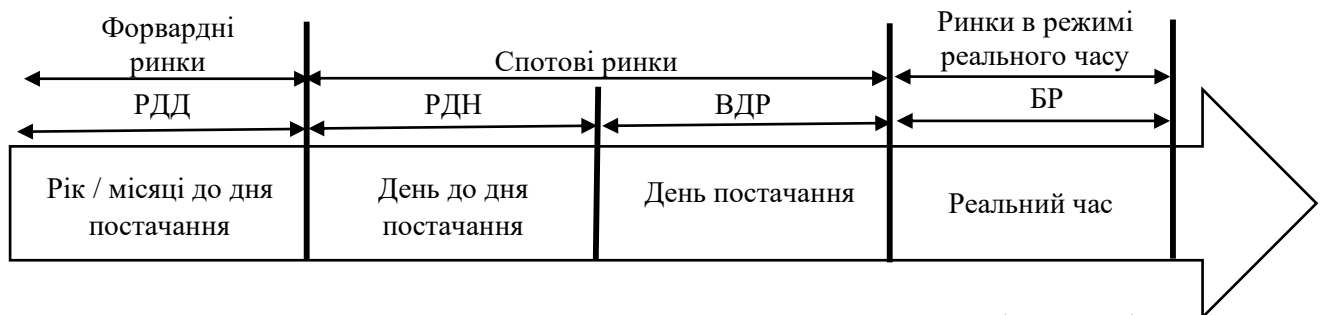 Форвардні
ринки
Спотові ринки
Ринки в режимі
реального часу
РДД
РДН
ВДР
БР
Рік / місяці до дня
постачання
День до дня
постачання
День постачання
Реальний час